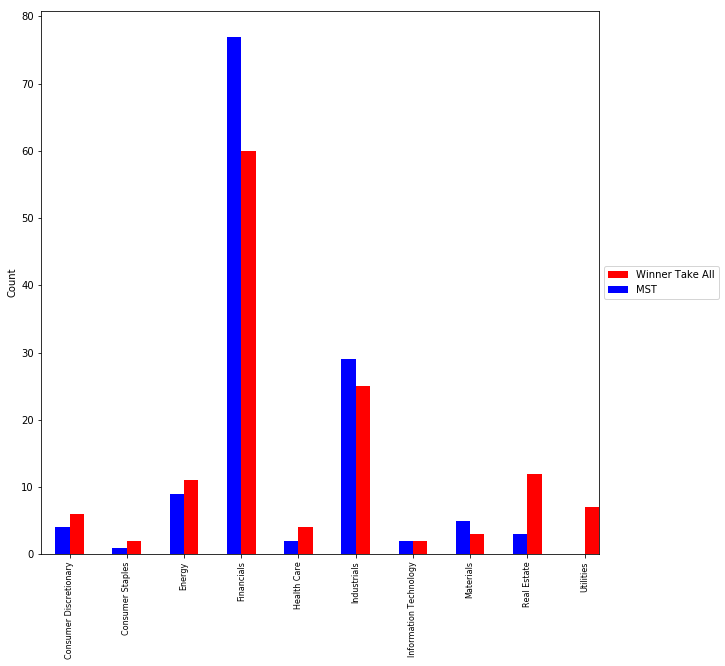 80
70
60
50
40
30
20
10
0
Count
Consumer Discretionary
Consumer Staples
Energy
Financials
Health Care
Industrials
Information Technology
Materials
Real Estate
Utilities
Winner Take All
MST